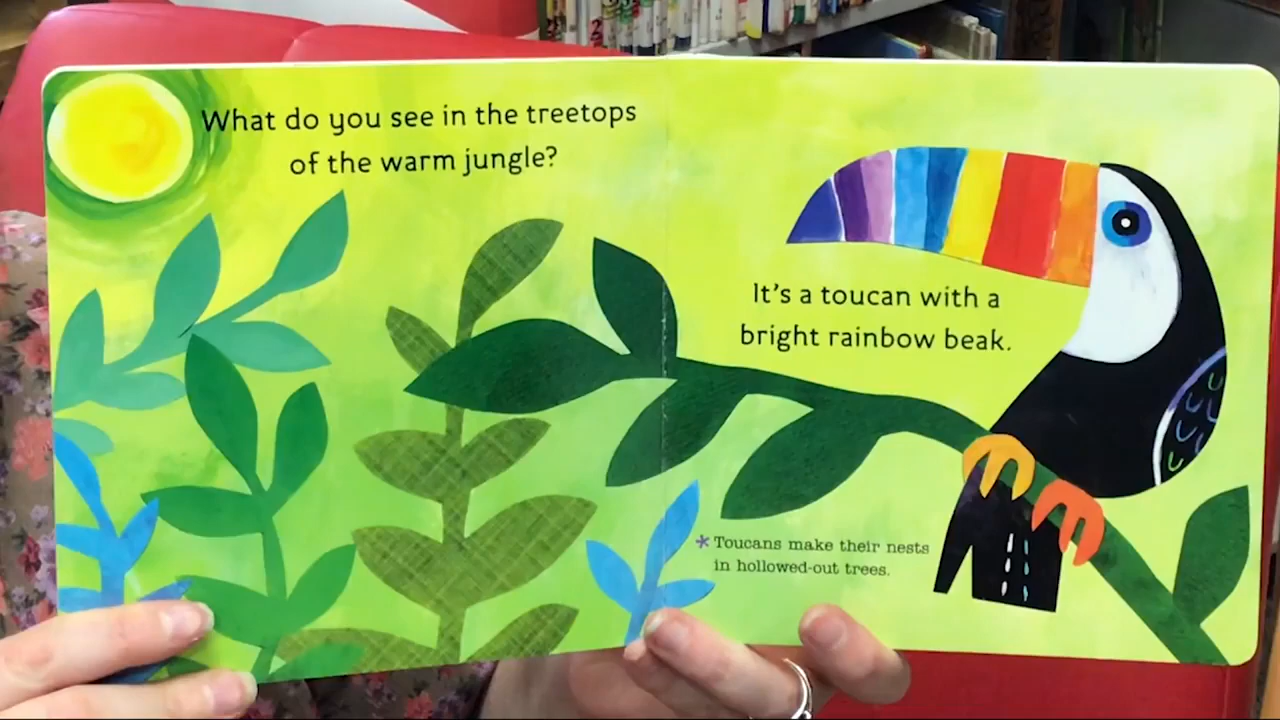 What do you see in the treetops
of the warm jungle?
It's a toucan with a
bright rainbow beak.
* Toucans make their nests
in hollowed-out trees.